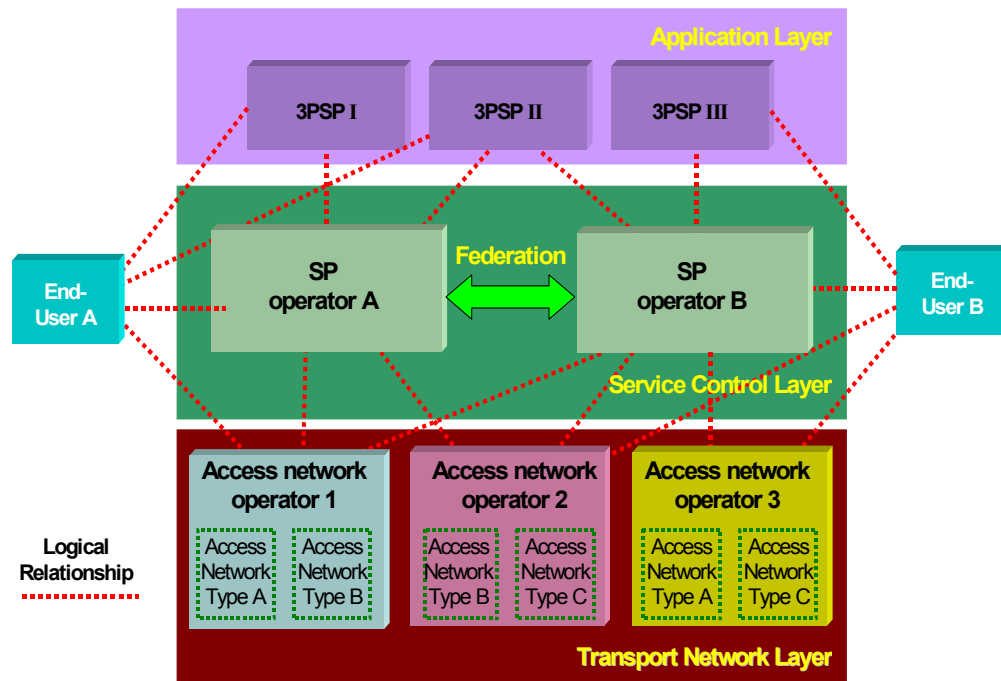 Application Layer
3PSP I
3PSP II
3PSP III
End-
User A
SP
operator A
Federation
SP
operator B
End-
User B
Service Control Layer
Access network
operator 1
Access
Network
Type A
Access
Network
Type B
Access network
operator 2
Access
Network
Type B
Access
Network
Type C
Access network
operator 3
Access
Network
Type A
Access
Network
Type C
Logical
Relationship
Transport Network Layer